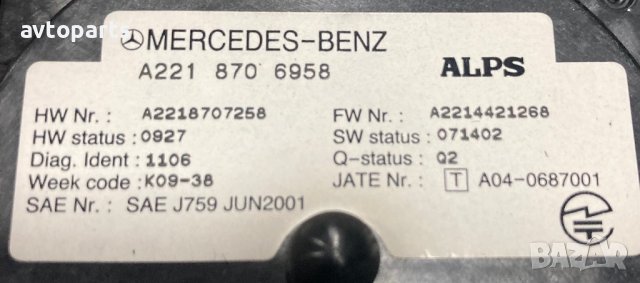 avtoparts
MERCEDES-BENZ
A221 870 6958
ALPS
HW Nr. : A2218707258
HW status : 0927
Diag. Ident : 1106
Week code : K09-38
SAE Nr. : SAE J759 JUN2001
FW Nr. : A2214421268
SW status : 071402
Q-status : Q2
JATE Nr. : T A04-0687001
BAZAR